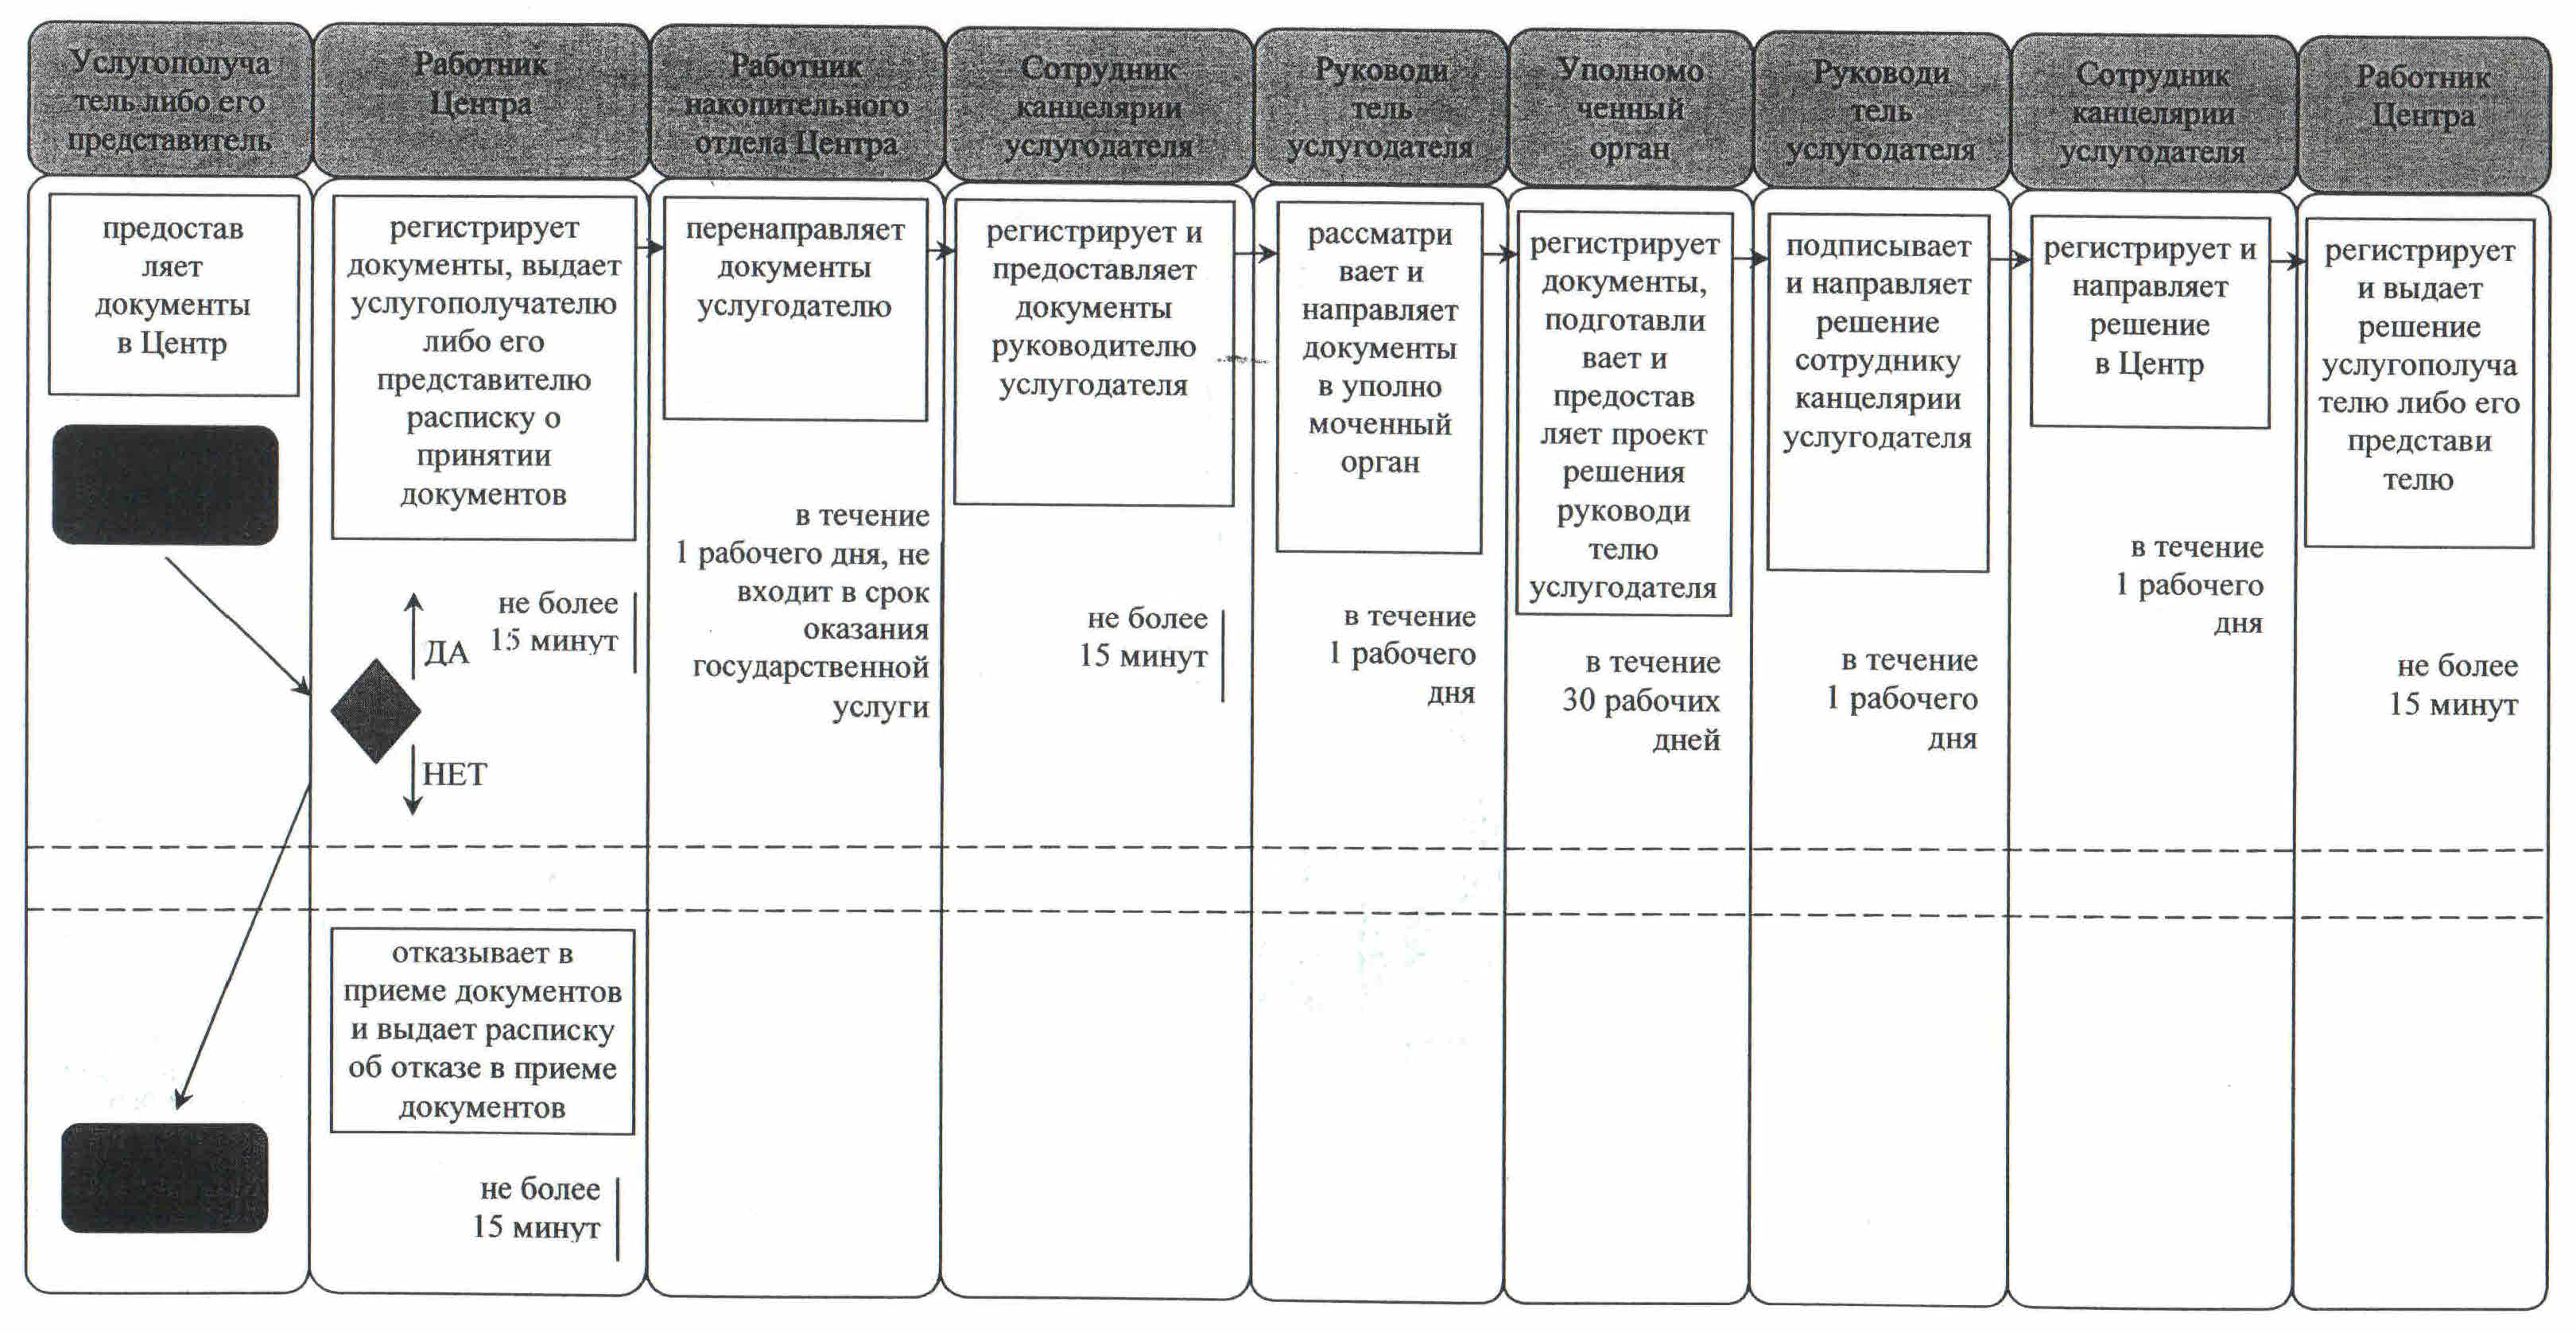 Услугополуча
тель либо его
представитель
Работник
Центра
Работник
накопительного
отдела Центра
Сотрудник
канцелярии
услугодателя
Руководи
тель
услугодателя
Уполномо
ченный
орган
Руководи
тель
услугодателя
Сотрудник
канцелярии
услугодателя
Работник
Центра
предостав
ляет
документы
в Центр
регистрирует
документы, выдает
услугополучателю
либо его
представителю
расписку о
принятии
документов
не более
15 минут
ДА
НЕТ
перенаправляет
документы
услугодателю
в течение
1 рабочего дня, не
входит в срок
оказания
государственной
услуги
регистрирует и
предоставляет
документы
руководителю
услугодателя
не более
15 минут
рассматри
вает и
направляет
документы
в уполно
моченный
орган
в течение
1 рабочего
дня
регистрирует
документы,
подготавли
вает и
предостав
ляет проект
решения
руководи
телю
услугодателя
в течение
30 рабочих
дней
подписывает
и направляет
решение
сотруднику
канцелярии
услугодателя
в течение
1 рабочего
дня
регистрирует и
направляет
решение
в Центр
в течение
1 рабочего
дня
регистрирует
и выдает
решение
услугополуча
телю либо его
представи
телю
не более
15 минут
отказывает в
приеме документов
и выдает расписку
об отказе в приеме
документов
не более
15 минут